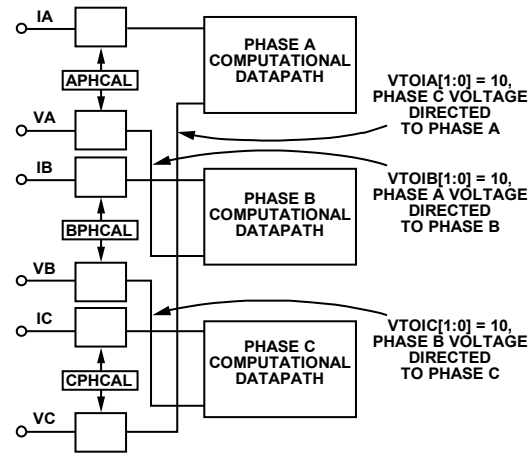 IA
PHASE A
COMPUTATIONAL
DATAPATH
APHCAL
VTOIA[1:0] = 10,
PHASE C VOLTAGE
DIRECTED
TO PHASE A
VA
IB
PHASE B
COMPUTATIONAL
DATAPATH
VTOIB[1:0] = 10,
PHASE A VOLTAGE
DIRECTED
TO PHASE B
BPHCAL
VB
IC
PHASE C
COMPUTATIONAL
DATAPATH
VTOIC[1:0] = 10,
PHASE B VOLTAGE
DIRECTED
TO PHASE C
CPHCAL
VC